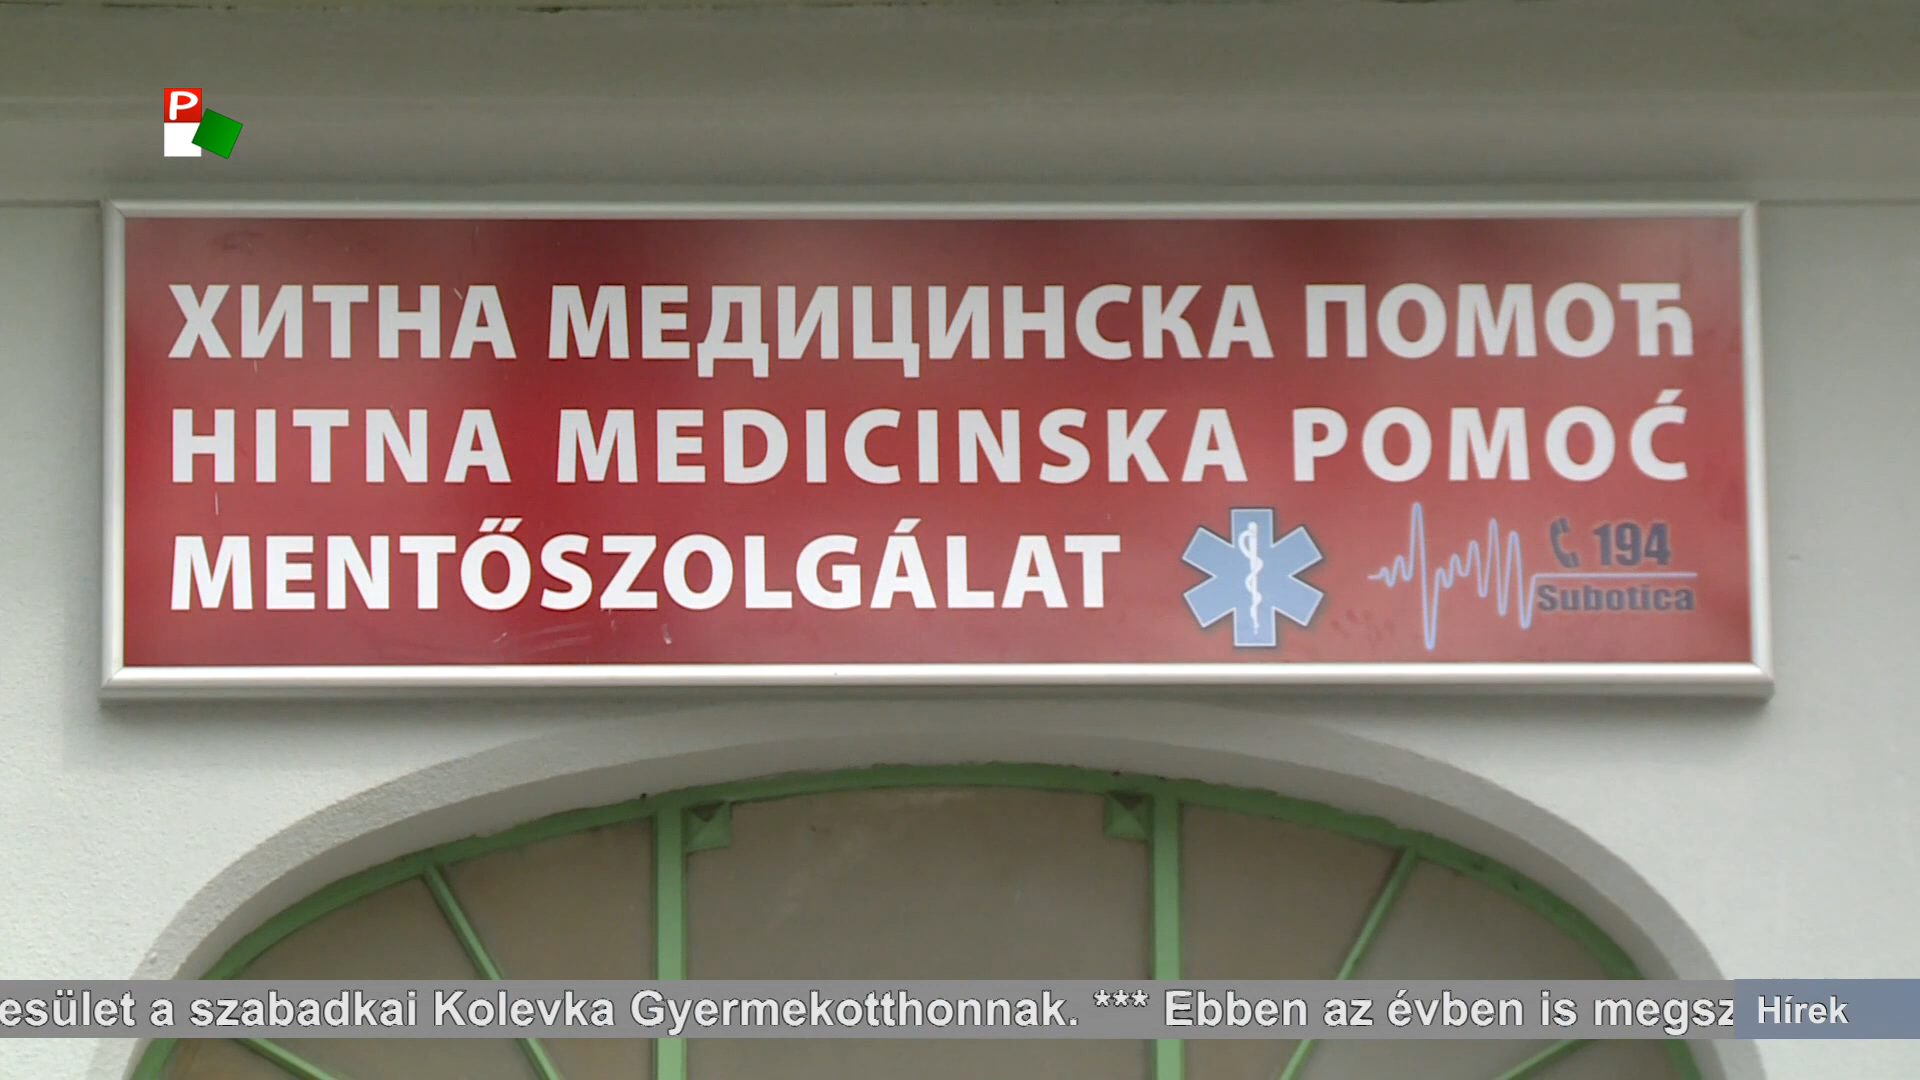 P
ХИТНА МЕДИЦИНСКА ПОМОЋ
HITNA MEDICINSKA POMOĆ
MENTŐSZOLGÁLAT
194
Subotica
esület a szabadkai Kolevka Gyermekotthonnak. *** Ebben az évben is megsz
Hírek